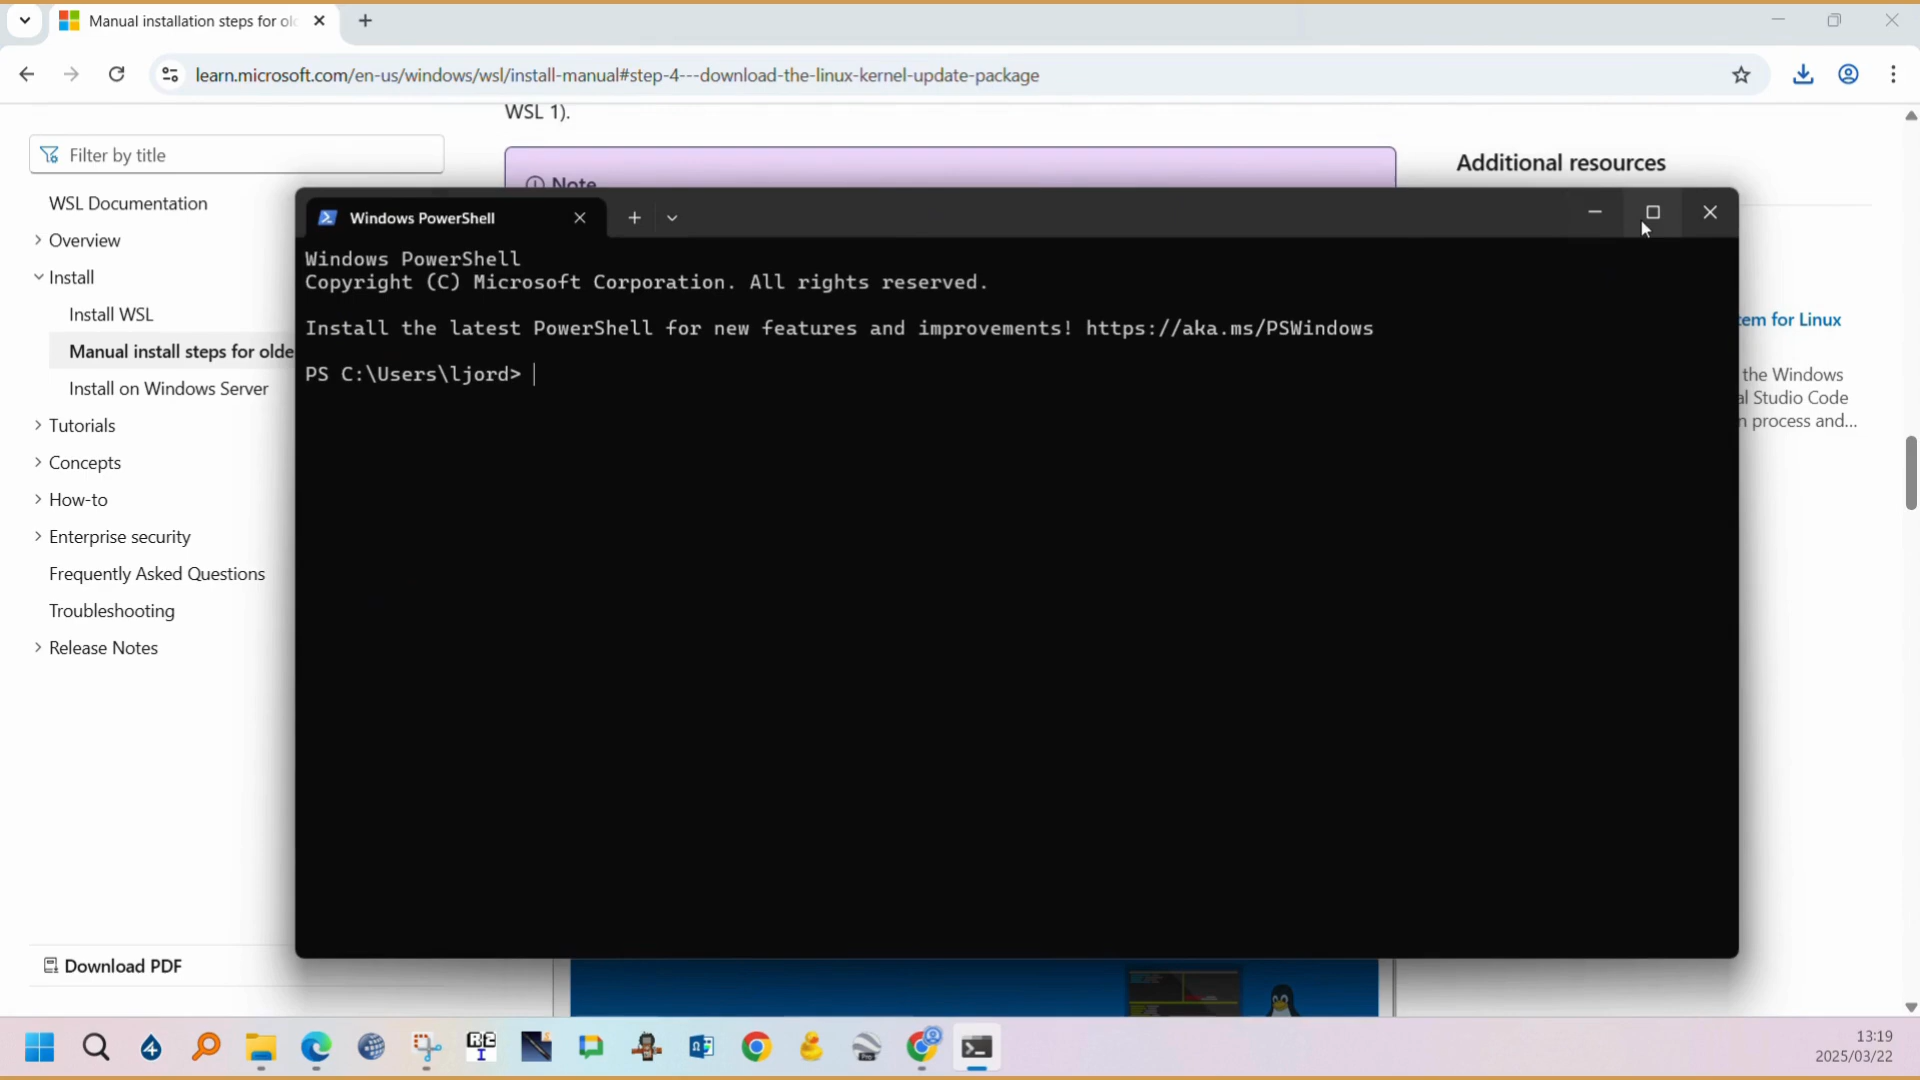 Manual installation steps for ol
learn.microsoft.com/en-us/windows/wsl/install-manual#step-4---download-the-linux-kernel-update-package
WSL 1).
Filter by title
Note
Additional resources
WSL Documentation
Overview
Install
Install WSL
Manual install steps for olde
Install on Windows Server
Tutorials
Concepts
How-to
Enterprise security
Frequently Asked Questions
Troubleshooting
Release Notes
Download PDF
Windows PowerShell
Windows PowerShell
Copyright (C) Microsoft Corporation. All rights reserved.
Install the latest PowerShell for new features and improvements! https://aka.ms/PSWindows
PS C:\Users\ljord>
tem for Linux
the Windows
al Studio Code
n process and...
13:19
2025/03/22